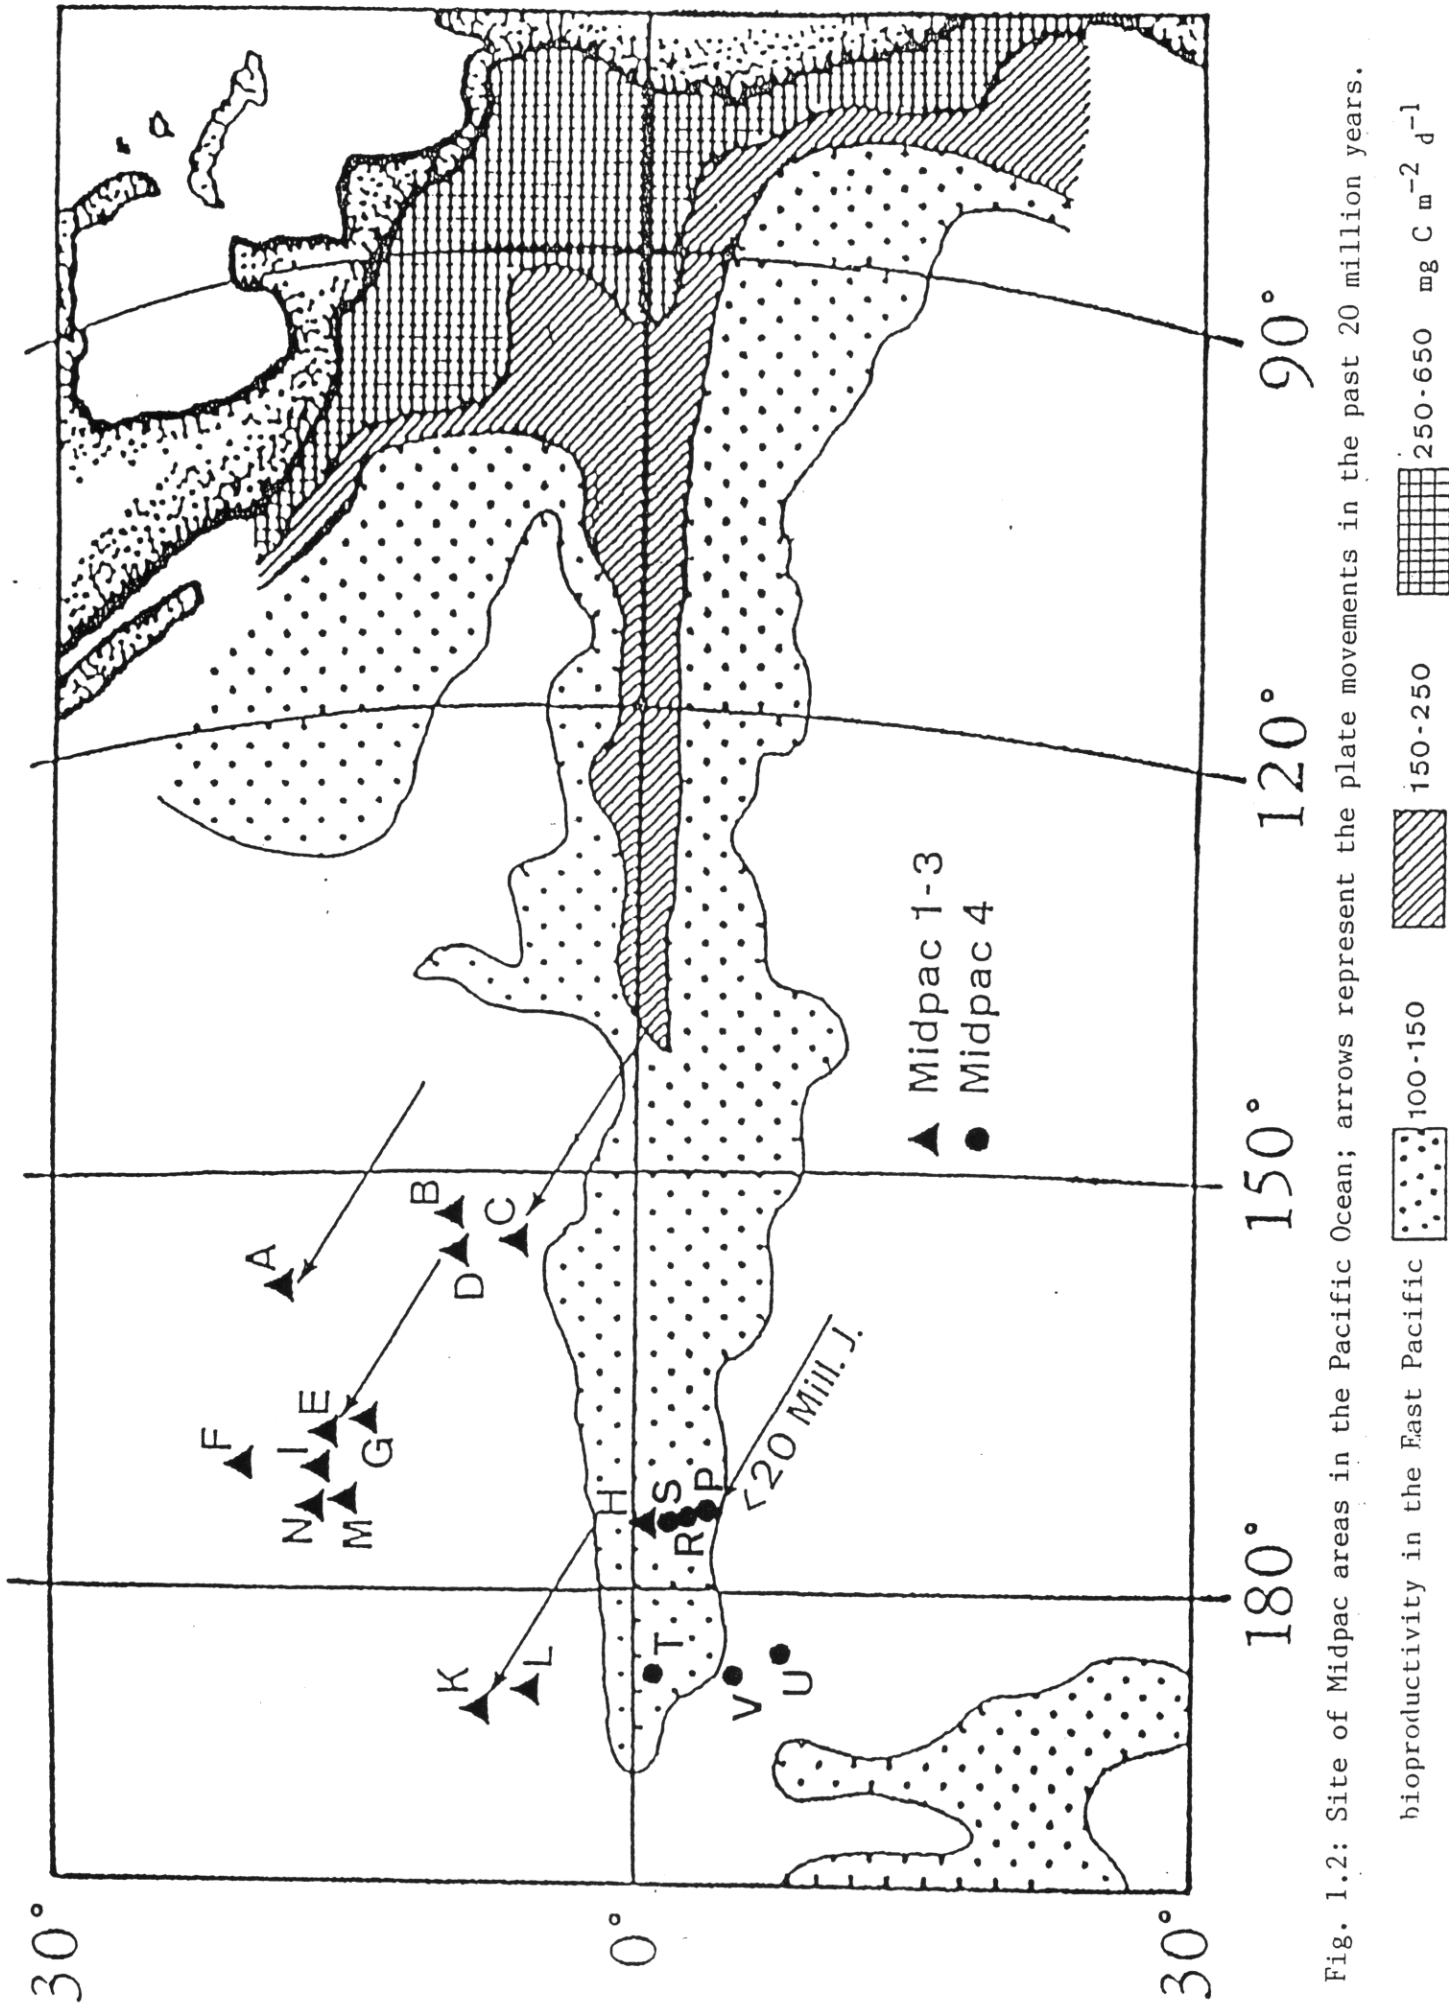 30°
0°
30°
180°
150°
120°
90°
A
B
C
D
E
F
G
I
N
M
H
S
R
P
K
L
T
V
U
<20 Mill. J.
▲ Midpac 1-3
● Midpac 4
Fig. 1.2: Site of Midpac areas in the Pacific Ocean; arrows represent the plate movements in the past 20 million years.
bioproductivity in the East Pacific 100-150 150-250 250-650 mg C m⁻² d⁻¹